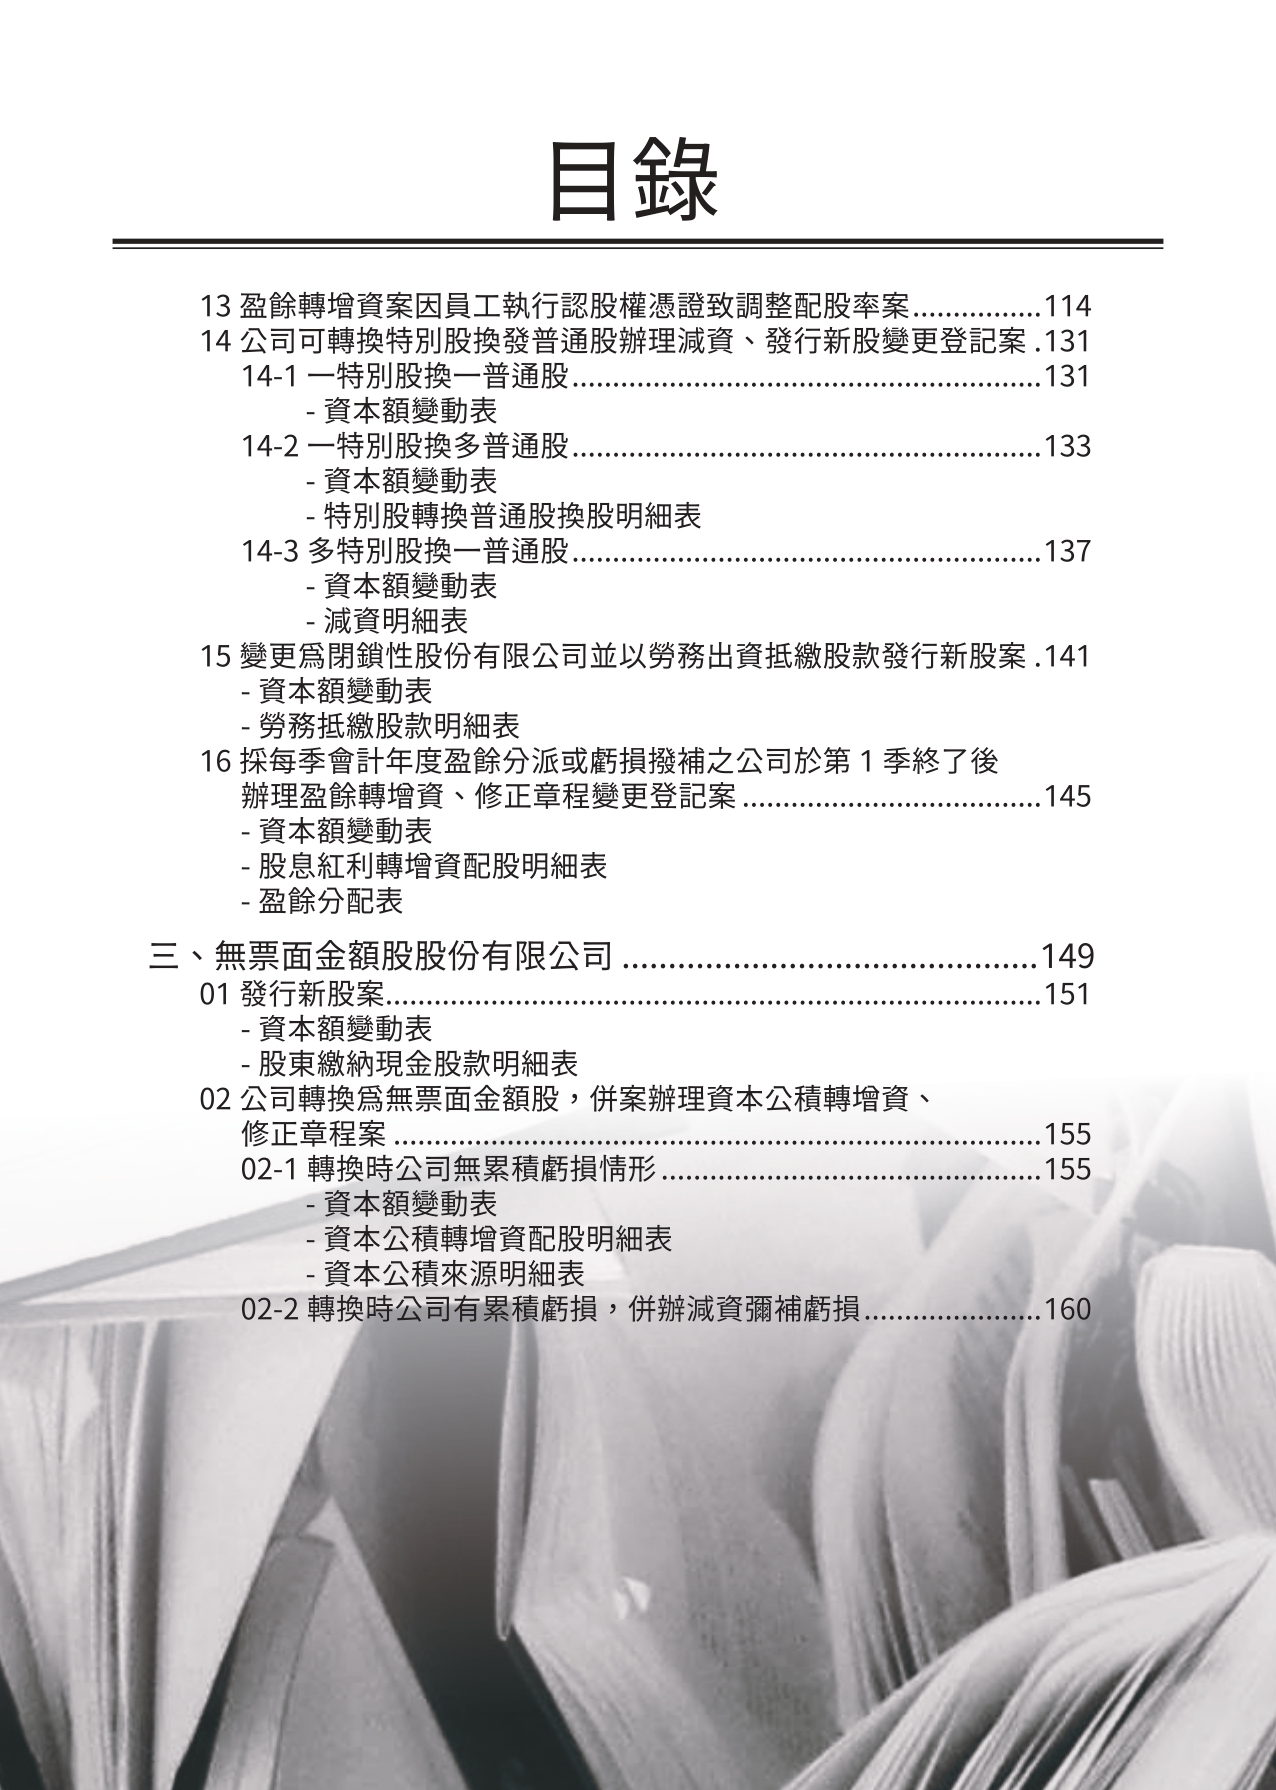 目錄
13 盈餘轉增資案因員工執行認股權憑證致調整配股率案................114
14 公司可轉換特別股換發普通股辦理減資、發行新股變更登記案 .131
14-1 一特別股換一普通股..........................................................131
- 資本額變動表
14-2 一特別股換多普通股..........................................................133
- 資本額變動表
- 特別股轉換普通股換股明細表
14-3 多特別股換一普通股..........................................................137
- 資本額變動表
- 減資明細表
15 變更爲閉鎖性股份有限公司並以勞務出資抵繳股款發行新股案 .141
- 資本額變動表
- 勞務抵繳股款明細表
16 採每季會計年度盈餘分派或虧損撥補之公司於第 1 季終了後
辦理盈餘轉增資、修正章程變更登記案 .....................................145
- 資本額變動表
- 股息紅利轉增資配股明細表
- 盈餘分配表
三、無票面金額股股份有限公司 ............................................149
01 發行新股案.................................................................................151
- 資本額變動表
- 股東繳納現金股款明細表
02 公司轉換爲無票面金額股，併案辦理資本公積轉增資、
修正章程案 ................................................................................155
02-1 轉換時公司無累積虧損情形...............................................155
- 資本額變動表
- 資本公積轉增資配股明細表
- 資本公積來源明細表
02-2 轉換時公司有累積虧損，併辦減資彌補虧損......................160